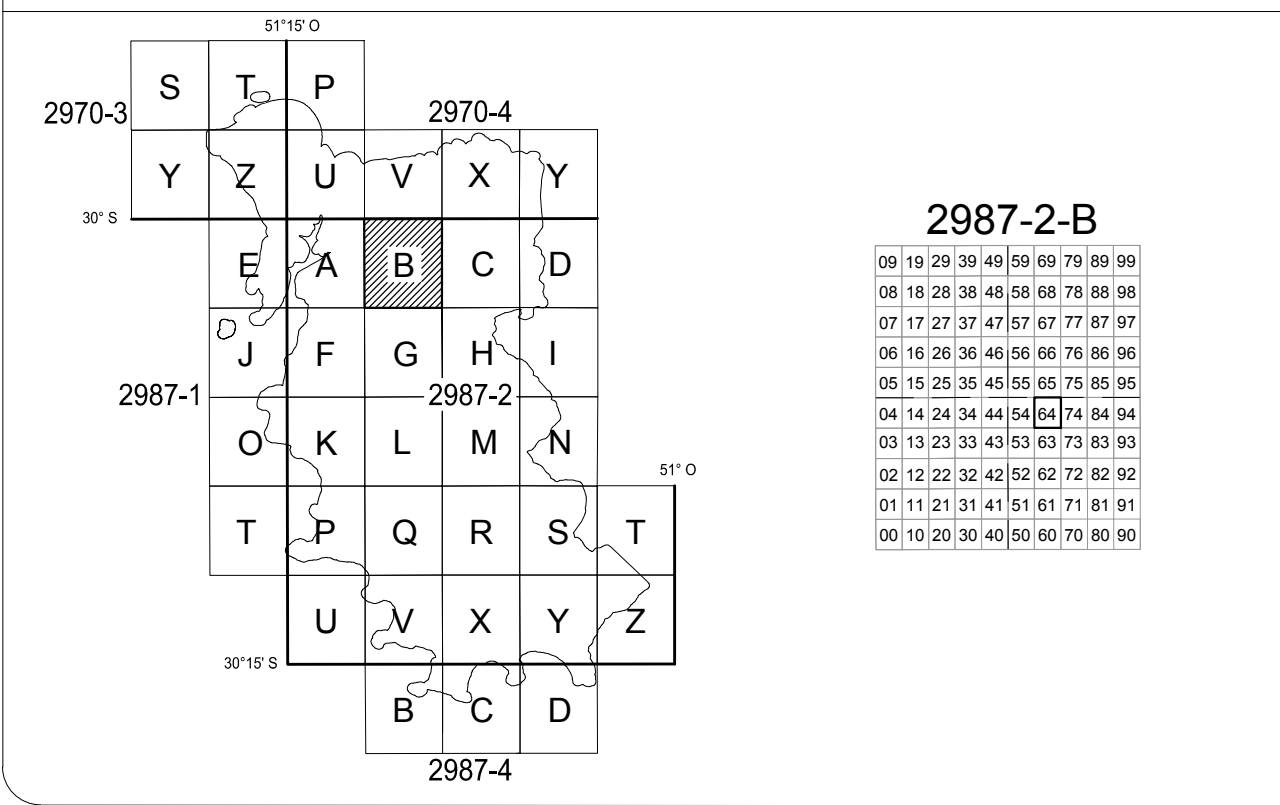 51°15' O
S T P
2970-3 2970-4
Y Z U V X Y
30° S
E A B C D
J F G H I
2987-1 2987-2
O K L M N
51° O
T P Q R S T
U V X Y Z
30°15' S
B C D
2987-4
2987-2-B
09 19 29 39 49 59 69 79 89 99
08 18 28 38 48 58 68 78 88 98
07 17 27 37 47 57 67 77 87 97
06 16 26 36 46 56 66 76 86 96
05 15 25 35 45 55 65 75 85 95
04 14 24 34 44 54 64 74 84 94
03 13 23 33 43 53 63 73 83 93
02 12 22 32 42 52 62 72 82 92
01 11 21 31 41 51 61 71 81 91
00 10 20 30 40 50 60 70 80 90